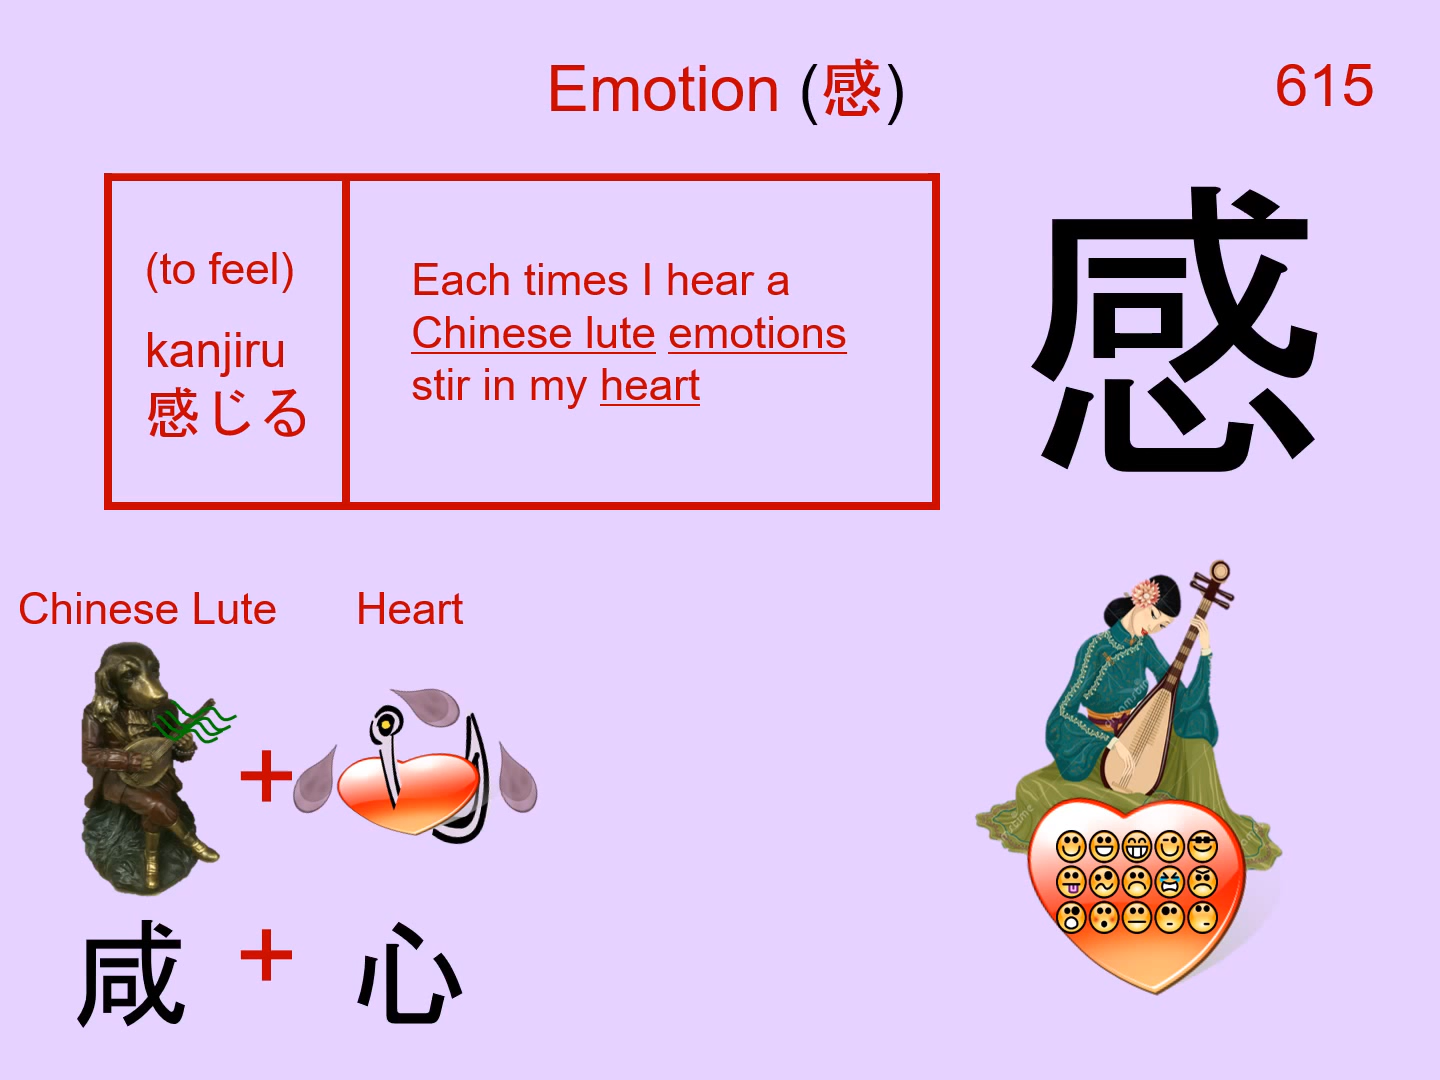 Emotion (感)
615
(to feel)
kanjiru
感じる
Each times I hear a
Chinese lute emotions
stir in my heart
感
Chinese Lute
Heart
+
咸 + 心